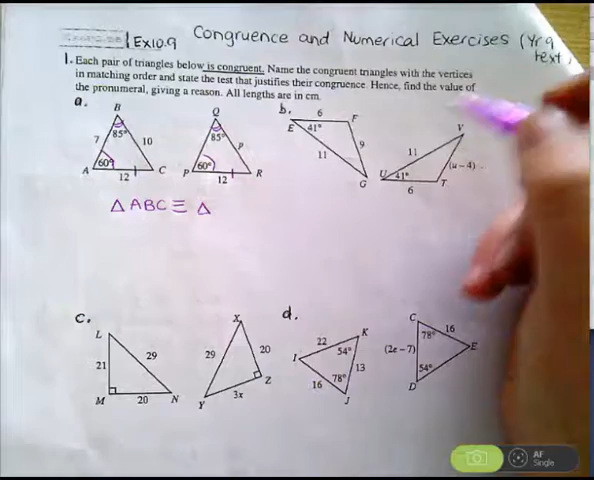 Ex10.9 Congruence and Numerical Exercises (Yr 9
text
1. Each pair of triangles below is congruent. Name the congruent triangles with the vertices
in matching order and state the test that justifies their congruence. Hence, find the value of
the pronumeral, giving a reason. All lengths are in cm.
a.
B
85°
7
10
60°
A
12
C
Q
85°
P
60°
P
12
R
b.
6
E
F
41°
9
11
G
V
11
(u – 4)
U
41°
T
6
△ABC ≡ △
c.
L
21
29
M
20
N
X
29
20
Z
Y
3x
d.
K
22
54°
I
13
78°
16
J
C
16
78°
(2e – 7)
E
54°
D
AF
Single